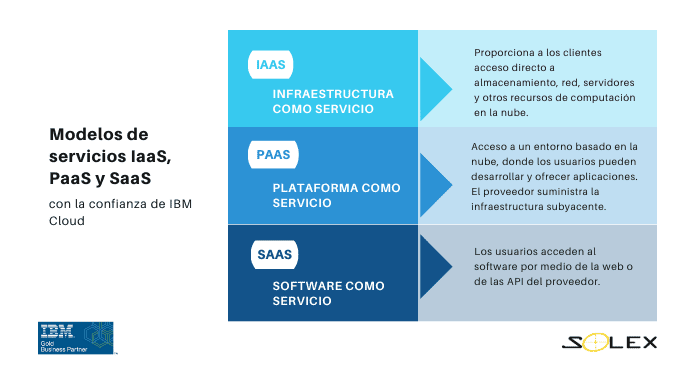 Modelos de
servicios IaaS,
PaaS y SaaS
con la confianza de IBM
Cloud
IAAS
INFRAESTRUCTURA
COMO SERVICIO
Proporciona a los clientes
acceso directo a
almacenamiento, red, servidores
y otros recursos de computación
en la nube.
PAAS
PLATAFORMA COMO
SERVICIO
Acceso a un entorno basado en la
nube, donde los usuarios pueden
desarrollar y ofrecer aplicaciones.
El proveedor suministra la
infraestructura subyacente.
SAAS
SOFTWARE COMO
SERVICIO
Los usuarios acceden al
software por medio de la web o
de las API del proveedor.
IBM
Gold
Business Partner
SOLEX